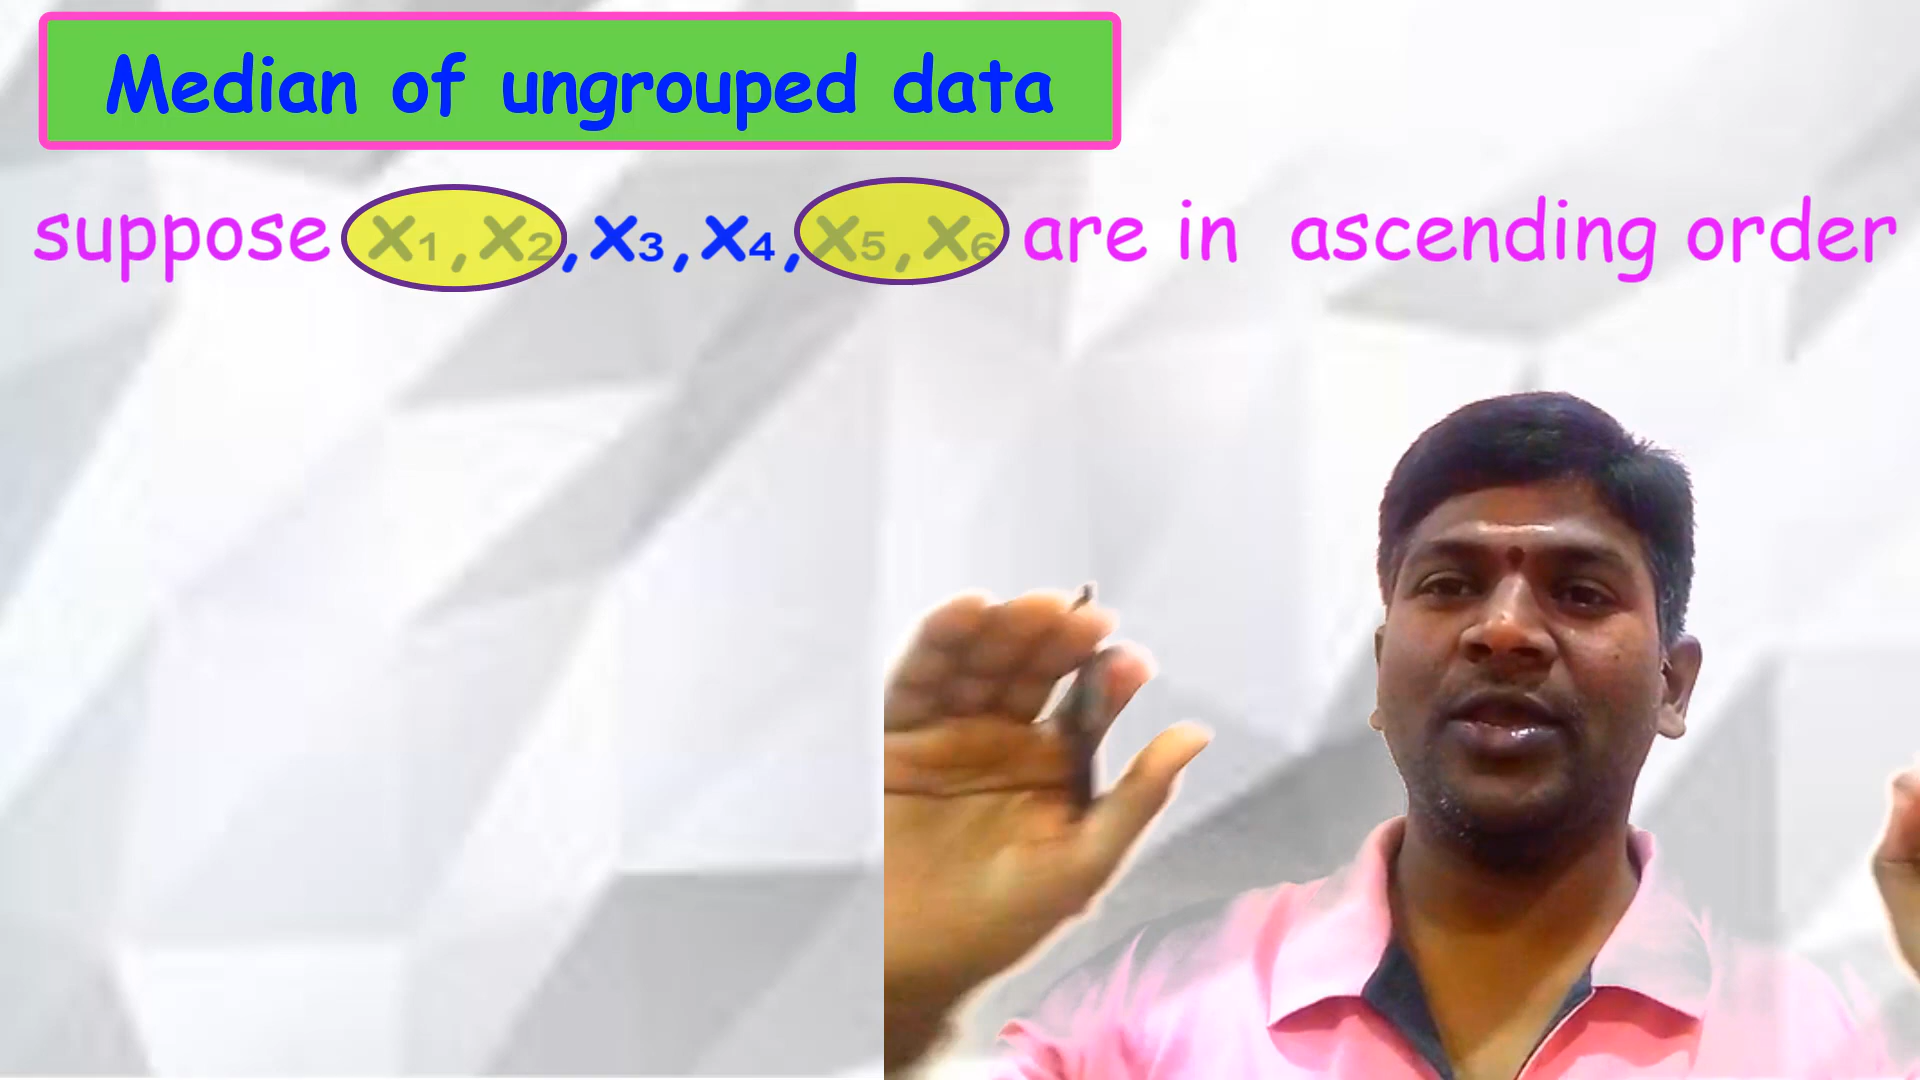 Median of ungrouped data
suppose x₁,x₂,x₃,x₄,x₅,x₆ are in ascending order